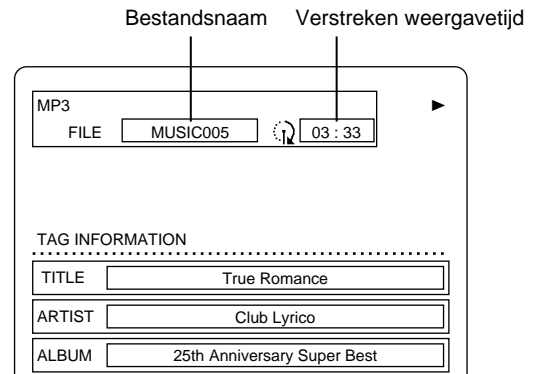 Bestandsnaam Verstreken weergavetijd
MP3
FILE MUSIC005 03 : 33
TAG INFORMATION
TITLE True Romance
ARTIST Club Lyrico
ALBUM 25th Anniversary Super Best